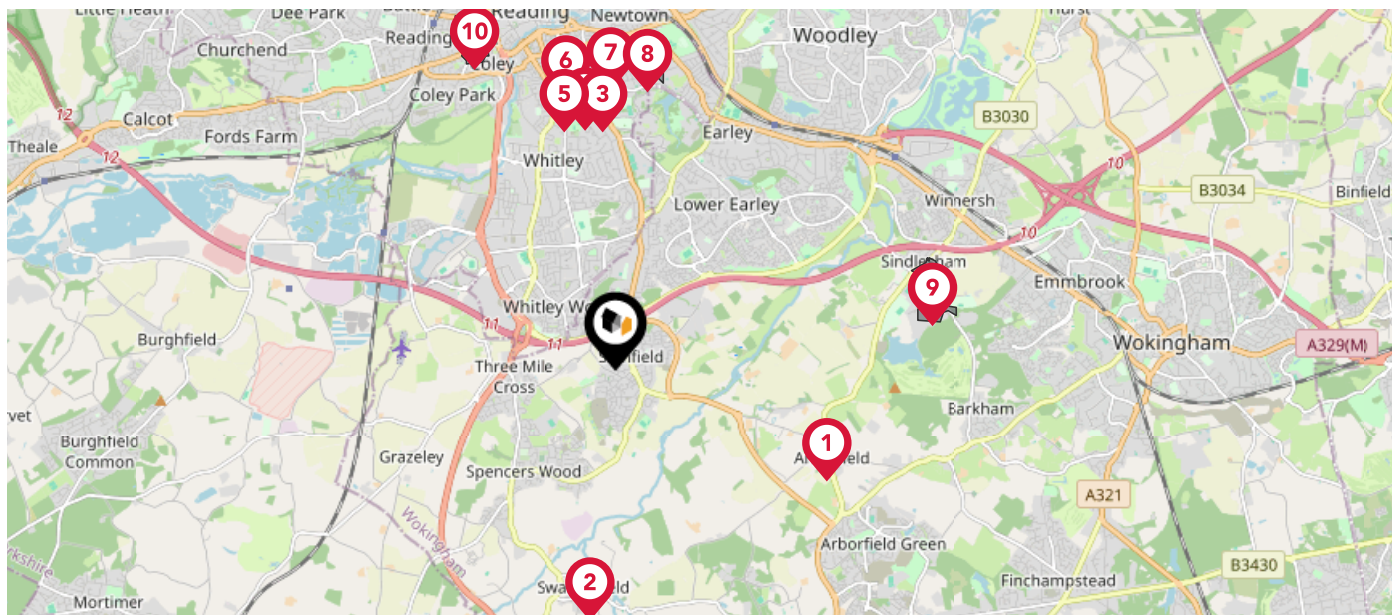 Little Heath
Dee Park
Reading
Newtown
Hurst
Woodley
10
Churchend
Reading
6
7
8
Coley
5
3
Coley Park
12
Calcot
Fords Farm
Earley
B3030
Theale
12
Whitley
10
B3034
Binfield
Lower Earley
Winnersh
10
Sindlesham
9
Emmbrook
Whitley
11
11
Burghfield
Wokingham
A329(M)
Three Mile
Cross
Barkham
Burghfield
Common
Grazeley
1
Spencers Wood
A321
Wokingham
Arborfield Green
B3430
2
Finchampstead
Mortimer